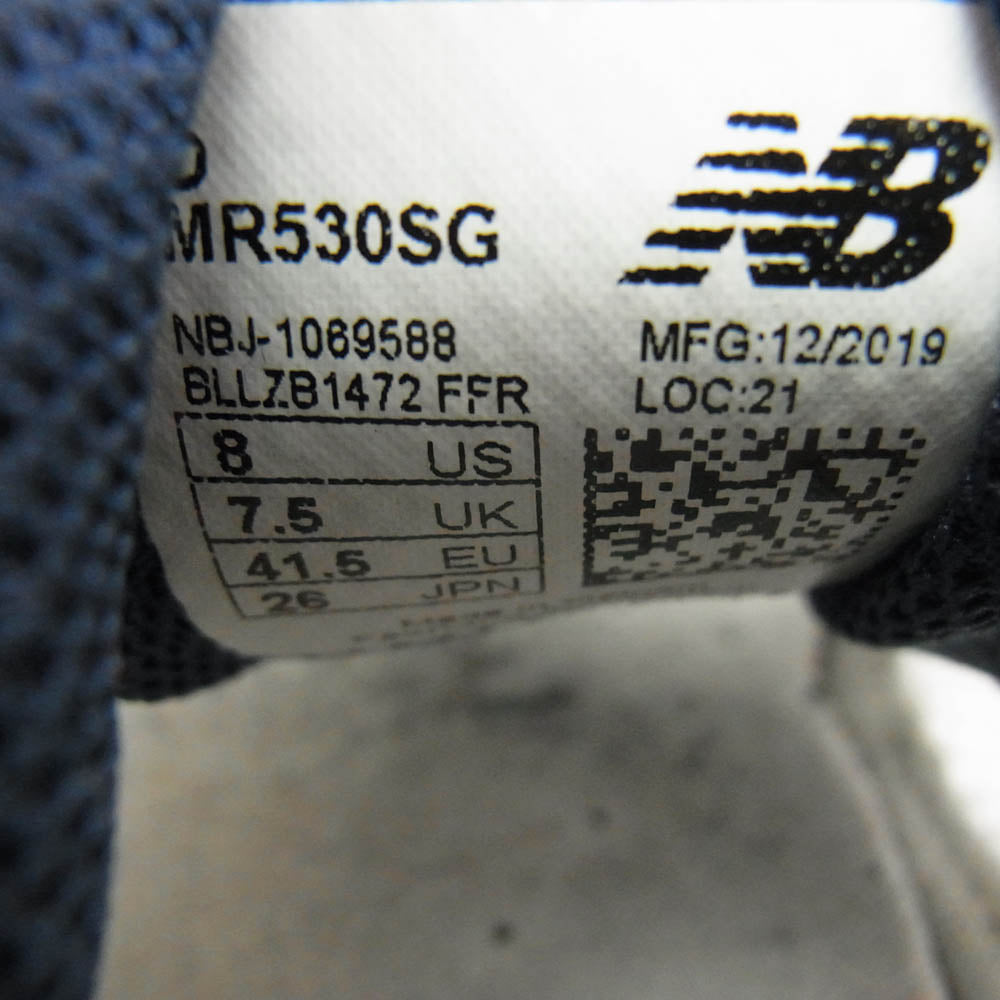 D
MR530SG
NB
NBJ-1069588
MFG:12/2019
BLLZB1472 FFR
LOC:21
8 US
7.5 UK
41.5 EU
26 JPN